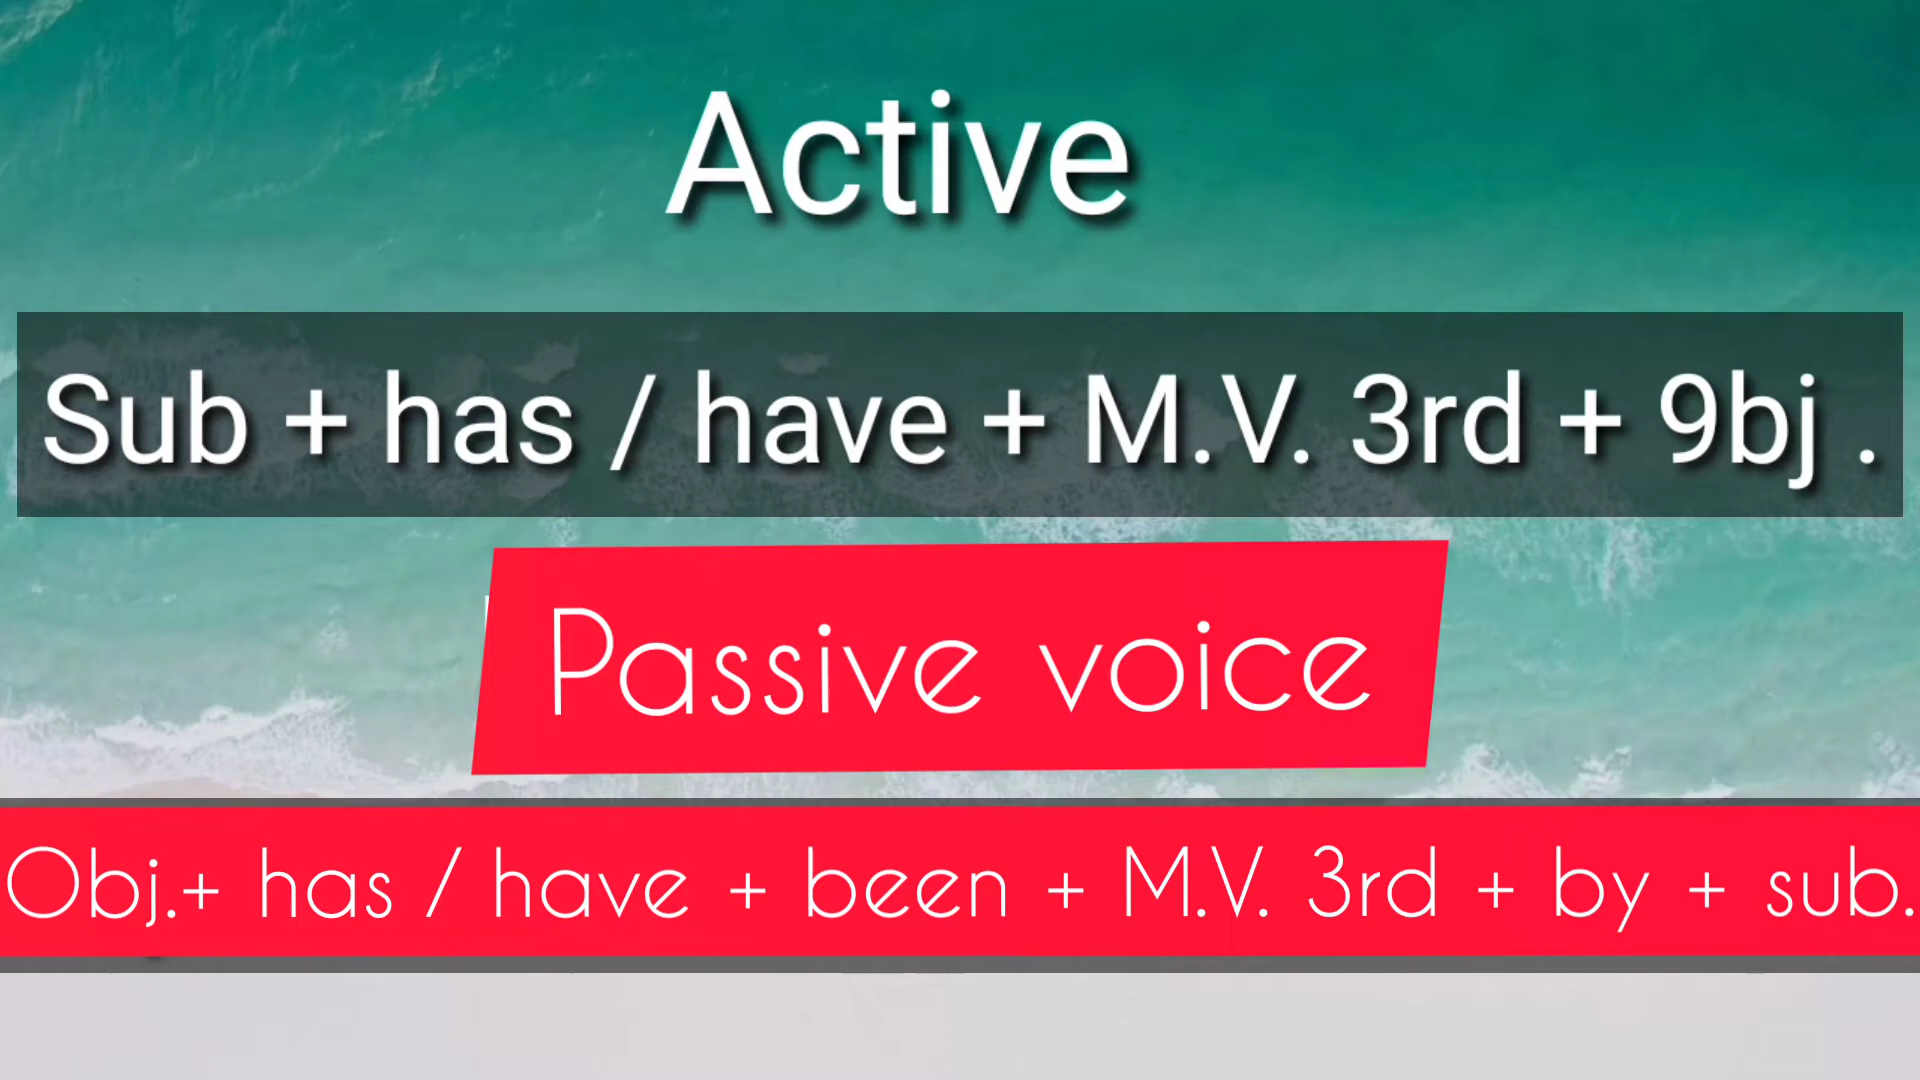 Active
Sub + has / have + M.V. 3rd + 9bj .
Passive voice
Obj.+ has / have + been + M.V. 3rd + by + sub.